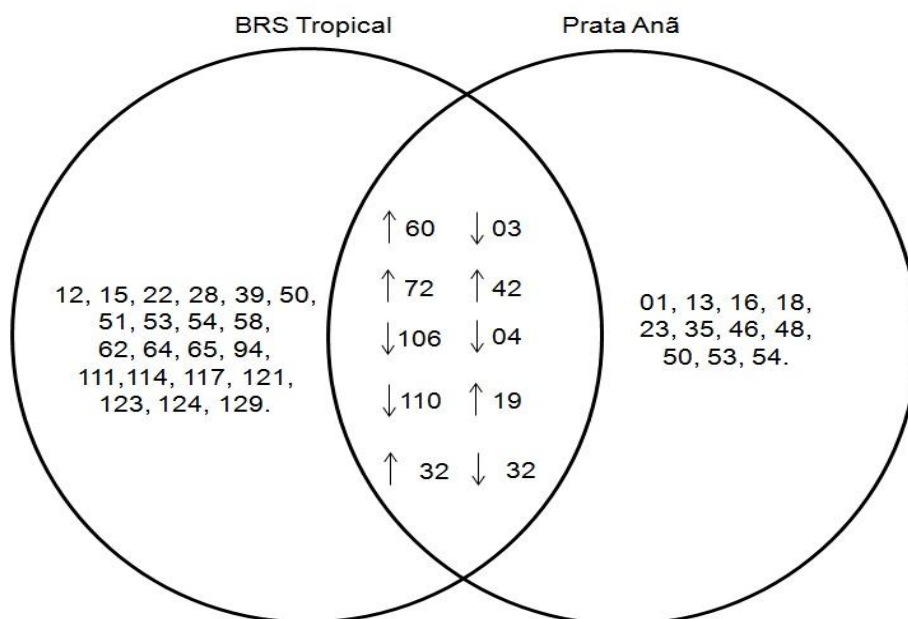 BRS Tropical
Prata Anã
12, 15, 22, 28, 39, 50,
51, 53, 54, 58,
62, 64, 65, 94,
111,114, 117, 121,
123, 124, 129.
↑ 60 ↓ 03
↑ 72 ↑ 42
↓ 106 ↓ 04
↓ 110 ↑ 19
↑ 32 ↓ 32
01, 13, 16, 18,
23, 35, 46, 48,
50, 53, 54.